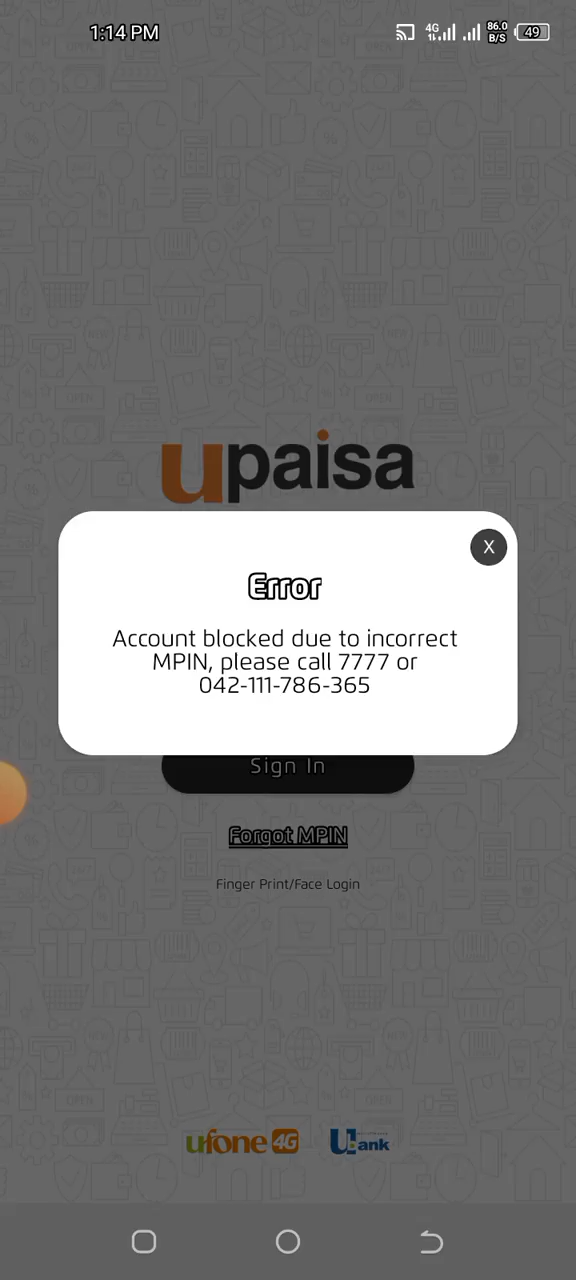 1:14 PM 4G 86.0 B/S 49
upaisa
X
Error
Account blocked due to incorrect
MPIN, please call 7777 or
042-111-786-365
Sign In
Forgot MPIN
Finger Print/Face Login
ufone 4G Ubank